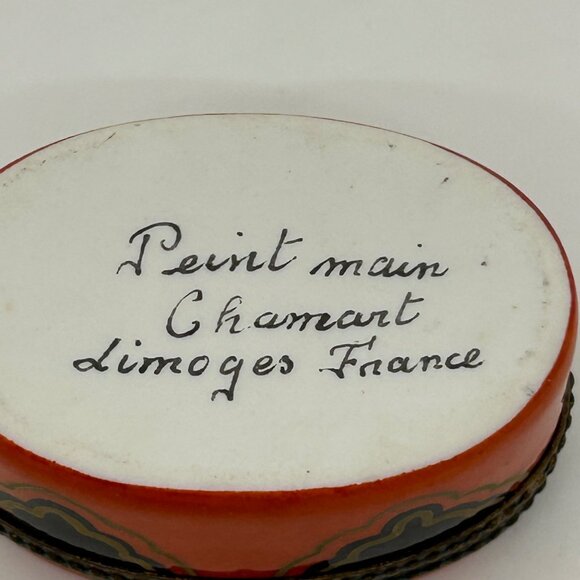 Peint main
Chamart
Limoges France